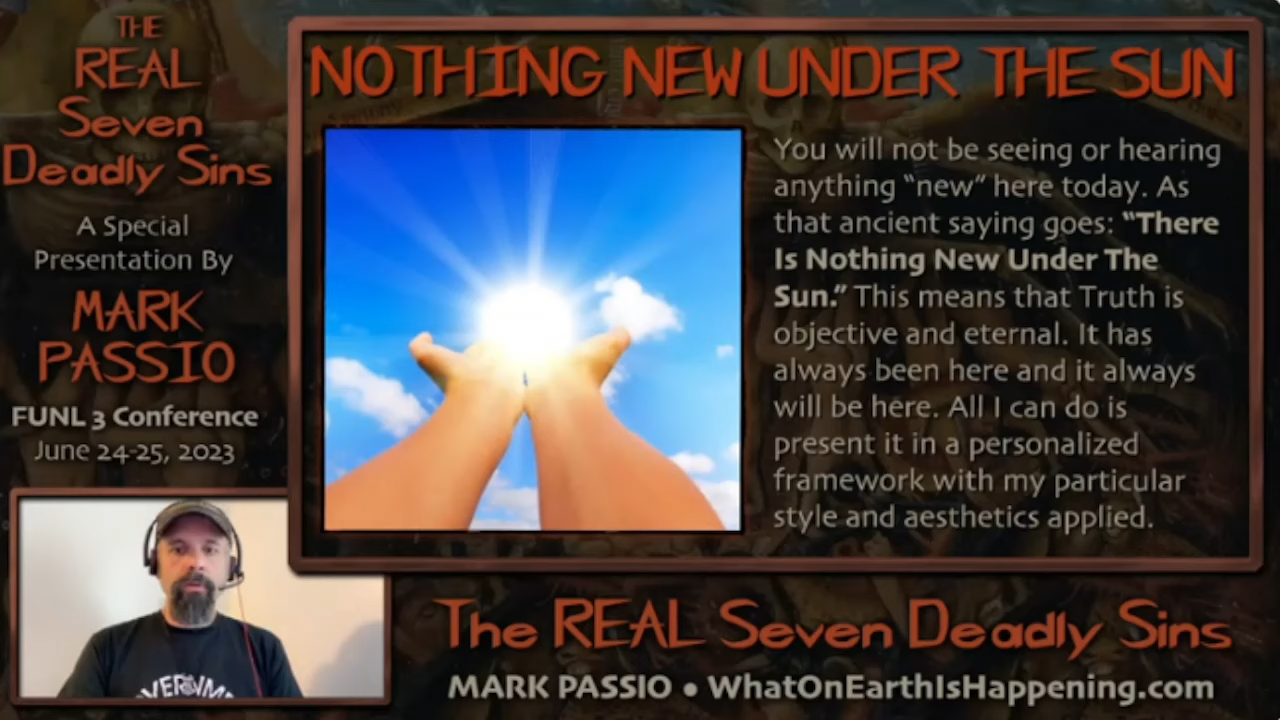 THE
REAL
Seven
Deadly Sins
A Special
Presentation By
MARK
PASSIO
FUNL 3 Conference
June 24-25, 2023
NOTHING NEW UNDER THE SUN
You will not be seeing or hearing
anything “new” here today. As
that ancient saying goes: “There
Is Nothing New Under The
Sun.” This means that Truth is
objective and eternal. It has
always been here and it always
will be here. All I can do is
present it in a personalized
framework with my particular
style and aesthetics applied.
The REAL Seven Deadly Sins
MARK PASSIO • WhatOnEarthIsHappening.com